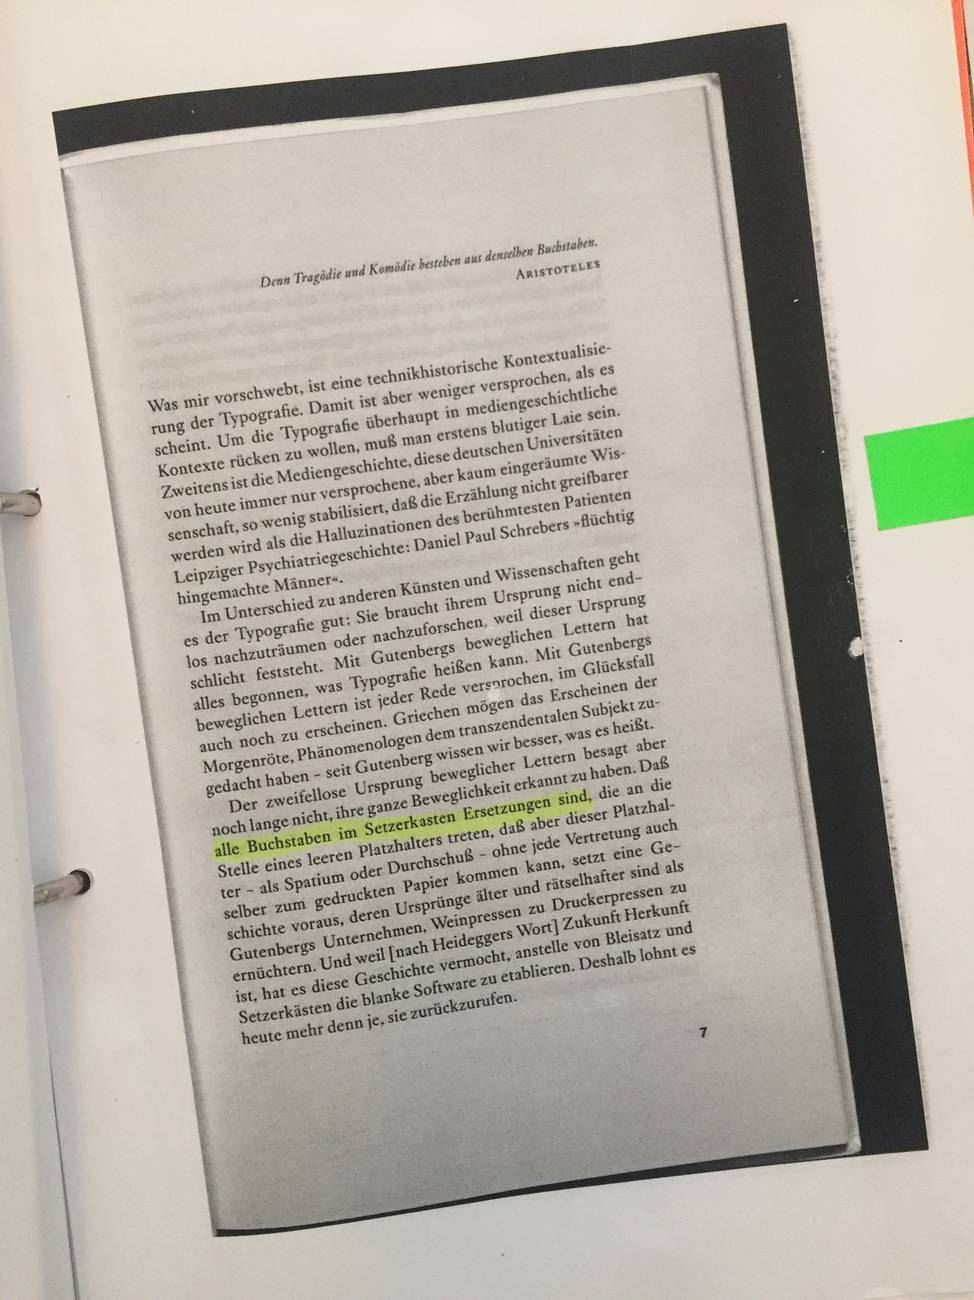 Denn Tragödie und Komödie bestehen aus denselben Buchstaben.
ARISTOTELES
Was mir vorschwebt, ist eine technikhistorische Kontextualisie-
rung der Typografie. Damit ist aber weniger versprochen, als es
scheint. Um die Typografie überhaupt in mediengeschichtliche
Kontexte rücken zu wollen, muß man erstens blutiger Laie sein.
Zweitens ist die Mediengeschichte, diese deutschen Universitäten
von heute immer nur versprochene, aber kaum eingeräumte Wis-
senschaft, so wenig stabilisiert, daß die Erzählung nicht greifbarer
werden wird als die Halluzinationen des berühmtesten Patienten
Leipziger Psychiatriegeschichte: Daniel Paul Schrebers »flüchtig
hingemachte Männer«.
Im Unterschied zu anderen Künsten und Wissenschaften geht
es der Typografie gut: Sie braucht ihrem Ursprung nicht end-
los nachzuträumen oder nachzuforschen, weil dieser Ursprung
schlicht feststeht. Mit Gutenbergs beweglichen Lettern hat
alles begonnen, was Typografie heißen kann. Mit Gutenbergs
beweglichen Lettern ist jeder Rede versprochen, im Glücksfall
auch noch zu erscheinen. Griechen mögen das Erscheinen der
Morgenröte, Phänomenologen dem transzendentalen Subjekt zu-
gedacht haben – seit Gutenberg wissen wir besser, was es heißt.
Der zweifellose Ursprung beweglicher Lettern besagt aber
noch lange nicht, ihre ganze Beweglichkeit erkannt zu haben. Daß
alle Buchstaben im Setzerkasten Ersetzungen sind, die an die
Stelle eines leeren Platzhalters treten, daß aber dieser Platzhal-
ter – als Spatium oder Durchschuß – ohne jede Vertretung auch
selber zum gedruckten Papier kommen kann, setzt eine Ge-
schichte voraus, deren Ursprünge älter und rätselhafter sind als
Gutenbergs Unternehmen, Weinpressen zu Druckerpressen zu
ernüchtern. Und weil [nach Heideggers Wort] Zukunft Herkunft
ist, hat es diese Geschichte vermocht, anstelle von Bleisatz und
Setzerkästen die blanke Software zu etablieren. Deshalb lohnt es
heute mehr denn je, sie zurückzurufen.
7